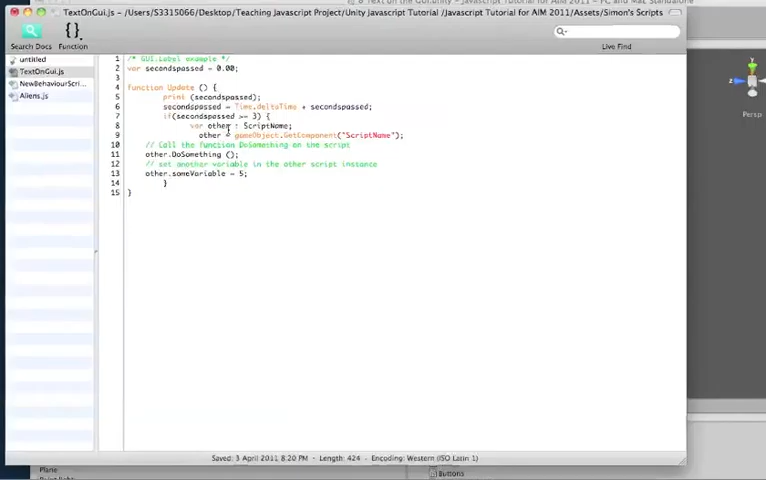 TextOnGui.js – /Users/S3315066/Desktop/Teaching Javascript Project/Unity Javascript Tutorial /Javascript Tutorial for AIM 2011/Assets/Simon's Scripts
Search Docs
Function
Live Find
untitled
TextOnGui.js
NewBehaviourScri...
Aliens.js
1 /* GUI.Label example */
2 var secondspassed = 0.00;
3
4 function Update () {
5 print (secondspassed);
6 secondspassed = Time.deltaTime + secondspassed;
7 if(secondspassed >= 3) {
8 var other : ScriptName;
9 other = gameObject.GetComponent("ScriptName");
10 // Call the function DoSomething on the script
11 other.DoSomething ();
12 // set another variable in the other script instance
13 other.someVariable = 5;
14 }
15 }
Saved: 3 April 2011 8:20 PM • Length: 424 • Encoding: Western (ISO Latin 1)
y
z
Persp
Plane
Buttons